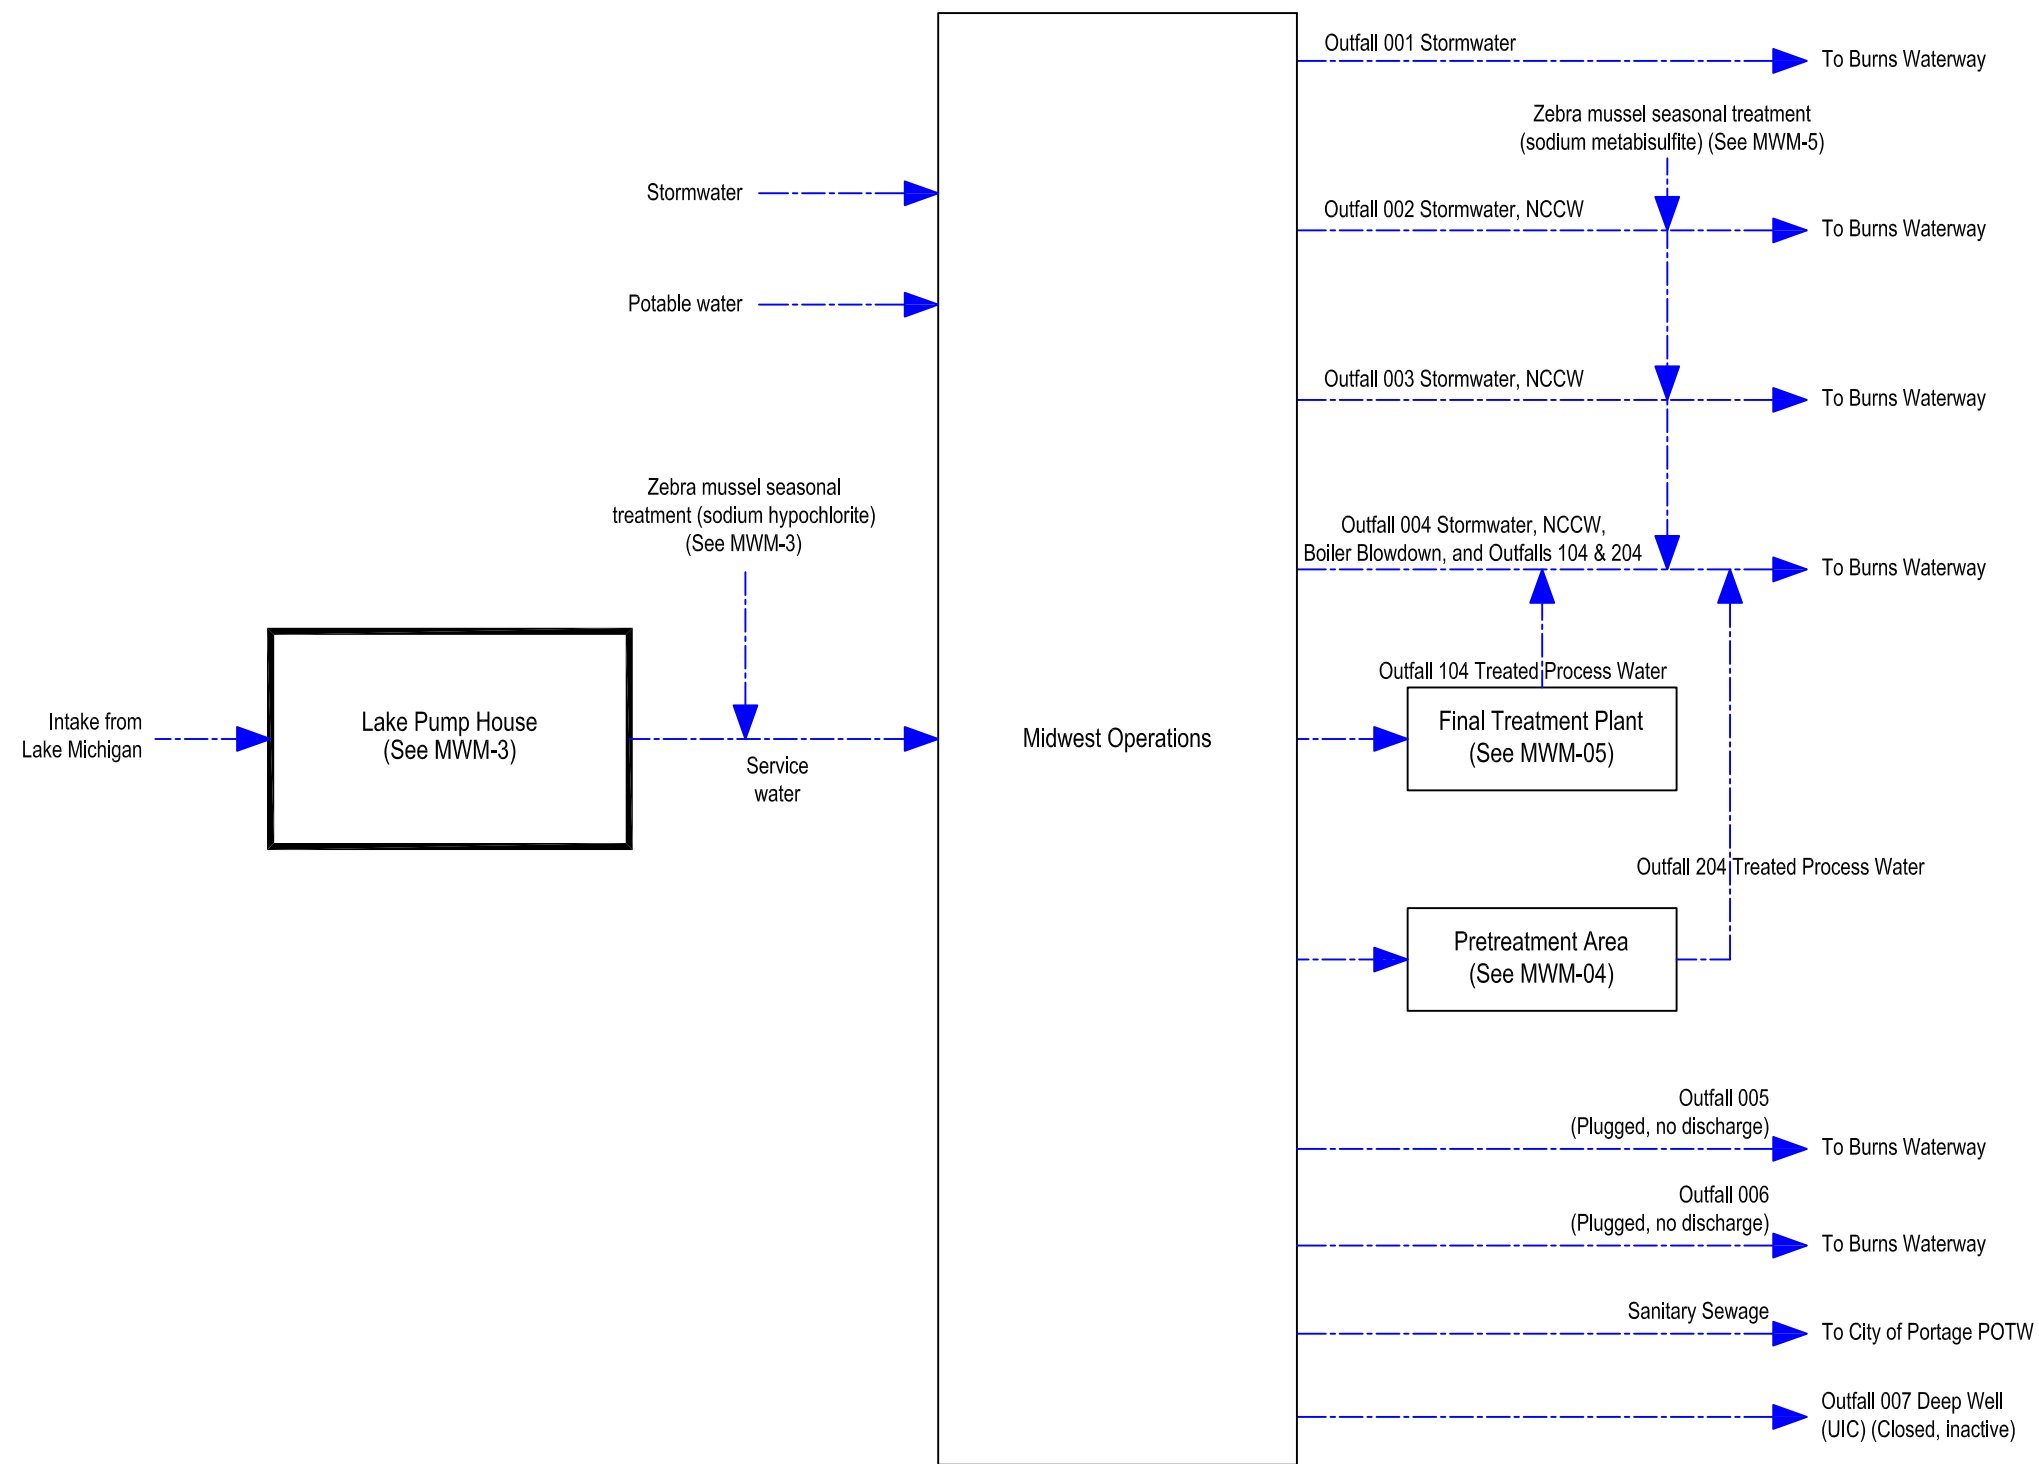 Outfall 001 Stormwater
To Burns Waterway
Zebra mussel seasonal treatment
(sodium metabisulfite) (See MWM-5)
Stormwater
Outfall 002 Stormwater, NCCW
To Burns Waterway
Potable water
Outfall 003 Stormwater, NCCW
To Burns Waterway
Zebra mussel seasonal
treatment (sodium hypochlorite)
(See MWM-3)
Outfall 004 Stormwater, NCCW,
Boiler Blowdown, and Outfalls 104 & 204
To Burns Waterway
Intake from
Lake Michigan
Lake Pump House
(See MWM-3)
Service
water
Midwest Operations
Outfall 104 Treated Process Water
Final Treatment Plant
(See MWM-05)
Outfall 204 Treated Process Water
Pretreatment Area
(See MWM-04)
Outfall 005
(Plugged, no discharge)
To Burns Waterway
Outfall 006
(Plugged, no discharge)
To Burns Waterway
Sanitary Sewage
To City of Portage POTW
Outfall 007 Deep Well
(UIC) (Closed, inactive)